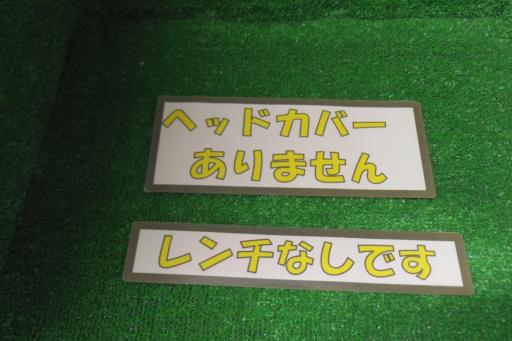 ヘッドカバー
ありません
レンチなしです